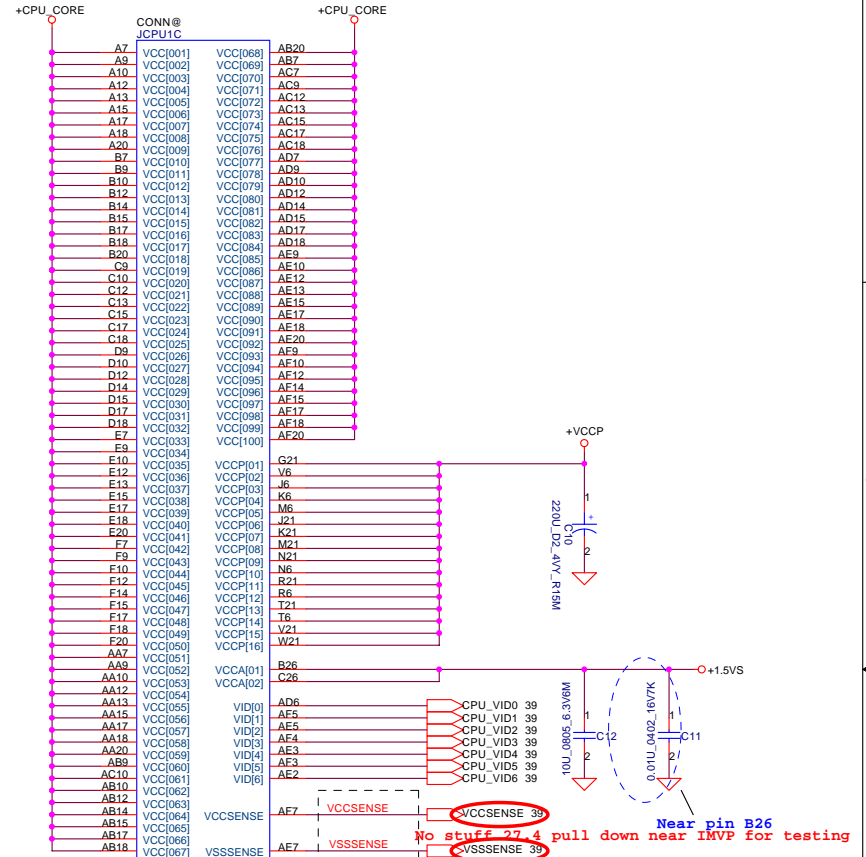 +CPU_CORE +CPU_CORE
CONN@
JCPU1C
A7 VCC[001] VCC[068] AB20
A9 VCC[002] VCC[069] AB7
A10 VCC[003] VCC[070] AC7
A12 VCC[004] VCC[071] AC9
A13 VCC[005] VCC[072] AC12
A15 VCC[006] VCC[073] AC13
A17 VCC[007] VCC[074] AC15
A18 VCC[008] VCC[075] AC17
A20 VCC[009] VCC[076] AC18
B7 VCC[010] VCC[077] AD7
B9 VCC[011] VCC[078] AD9
B10 VCC[012] VCC[079] AD10
B12 VCC[013] VCC[080] AD12
B14 VCC[014] VCC[081] AD14
B15 VCC[015] VCC[082] AD15
B17 VCC[016] VCC[083] AD17
B18 VCC[017] VCC[084] AD18
B20 VCC[018] VCC[085] AE9
C9 VCC[019] VCC[086] AE10
C10 VCC[020] VCC[087] AE12
C12 VCC[021] VCC[088] AE13
C13 VCC[022] VCC[089] AE15
C15 VCC[023] VCC[090] AE17
C17 VCC[024] VCC[091] AE18
C18 VCC[025] VCC[092] AE20
D9 VCC[026] VCC[093] AF9
D10 VCC[027] VCC[094] AF10
D12 VCC[028] VCC[095] AF12
D14 VCC[029] VCC[096] AF14
D15 VCC[030] VCC[097] AF15
D17 VCC[031] VCC[098] AF17
D18 VCC[032] VCC[099] AF18
E7 VCC[033] VCC[100] AF20
+VCCP
E9 VCC[034]
E10 VCC[035] VCCP[01] G21
E12 VCC[036] VCCP[02] V6
E13 VCC[037] VCCP[03] J6
E15 VCC[038] VCCP[04] K6
E17 VCC[039] VCCP[05] M6
E18 VCC[040] VCCP[06] J21
E20 VCC[041] VCCP[07] K21
F7 VCC[042] VCCP[08] M21
F9 VCC[043] VCCP[09] N21
F10 VCC[044] VCCP[10] N6
F12 VCC[045] VCCP[11] R21
F14 VCC[046] VCCP[12] R6
F15 VCC[047] VCCP[13] T21
F17 VCC[048] VCCP[14] T6
F18 VCC[049] VCCP[15] V21
F20 VCC[050] VCCP[16] W21
1
+
C10
220U_D2_4VY_R15M
2
AA7 VCC[051]
AA9 VCC[052] VCCA[01] B26 +1.5VS
AA10 VCC[053] VCCA[02] C26
AA12 VCC[054]
AA13 VCC[055] VID[0] AD6 CPU_VID0 39
AA15 VCC[056] VID[1] AF5 CPU_VID1 39
AA17 VCC[057] VID[2] AE5 CPU_VID2 39
AA18 VCC[058] VID[3] AF4 CPU_VID3 39
AA20 VCC[059] VID[4] AE3 CPU_VID4 39
AB9 VCC[060] VID[5] AF3 CPU_VID5 39
AC10 VCC[061] VID[6] AE2 CPU_VID6 39
10U_0805_6.3V6M
1
C12
2
0.01U_0402_16V7K
1
C11
2
AB10 VCC[062]
AB12 VCC[063]
AB14 VCC[064] VCCSENSE AF7 VCCSENSE VCCSENSE 39
AB15 VCC[065]
Near pin B26
AB17 VCC[066]
No stuff 27.4 pull down near IMVP for testing
AB18 VCC[067] VSSSENSE AE7 VSSSENSE VSSSENSE 39